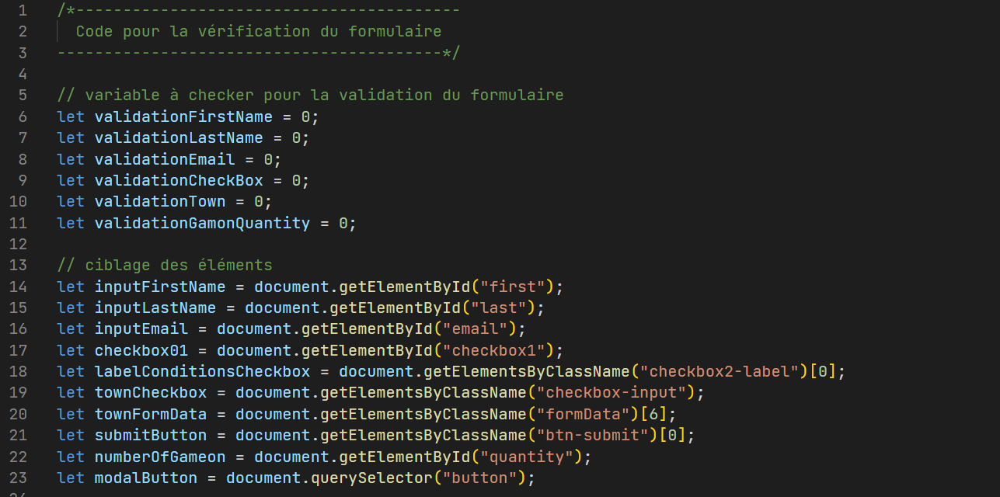 1 /*-----------------------------------------
2 Code pour la vérification du formulaire
3 -----------------------------------------*/
4
5 // variable à checker pour la validation du formulaire
6 let validationFirstName = 0;
7 let validationLastName = 0;
8 let validationEmail = 0;
9 let validationCheckBox = 0;
10 let validationTown = 0;
11 let validationGamonQuantity = 0;
12
13 // ciblage des éléments
14 let inputFirstName = document.getElementById("first");
15 let inputLastName = document.getElementById("last");
16 let inputEmail = document.getElementById("email");
17 let checkbox01 = document.getElementById("checkbox1");
18 let labelConditionsCheckbox = document.getElementsByClassName("checkbox2-label")[0];
19 let townCheckbox = document.getElementsByClassName("checkbox-input");
20 let townFormData = document.getElementsByClassName("formData")[6];
21 let submitButton = document.getElementsByClassName("btn-submit")[0];
22 let numberOfGameon = document.getElementById("quantity");
23 let modalButton = document.querySelector("button");